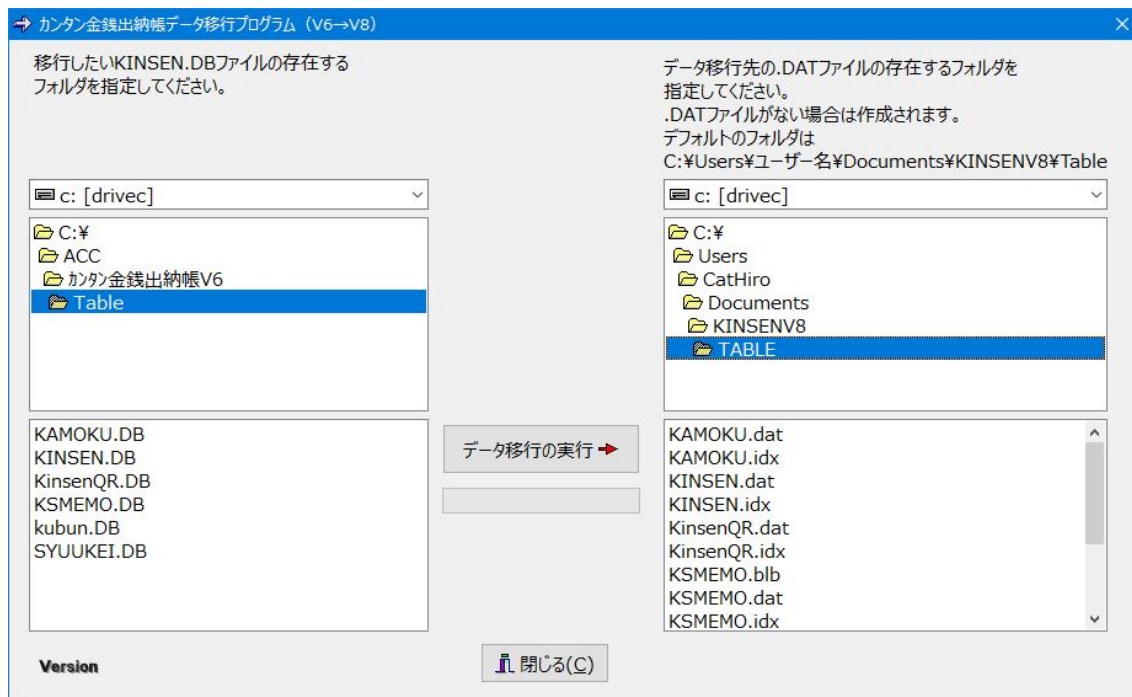 カンタン金銭出納帳データ移行プログラム（V6→V8）
移行したいKINSEN.DBファイルの存在する
フォルダを指定してください。
データ移行先の.DATファイルの存在するフォルダを
指定してください。
.DATファイルがない場合は作成されます。
デフォルトのフォルダは
C:¥Users¥ユーザー名¥Documents¥KINSENV8¥Table
c: [drivec]
C:¥
ACC
ｶﾝﾀﾝ金銭出納帳V6
Table
KAMOKU.DB
KINSEN.DB
KinsenQR.DB
KSMEMO.DB
kubun.DB
SYUUKEI.DB
データ移行の実行
c: [drivec]
C:¥
Users
CatHiro
Documents
KINSENV8
TABLE
KAMOKU.dat
KAMOKU.idx
KINSEN.dat
KINSEN.idx
KinsenQR.dat
KinsenQR.idx
KSMEMO.blb
KSMEMO.dat
KSMEMO.idx
Version
閉じる(C)